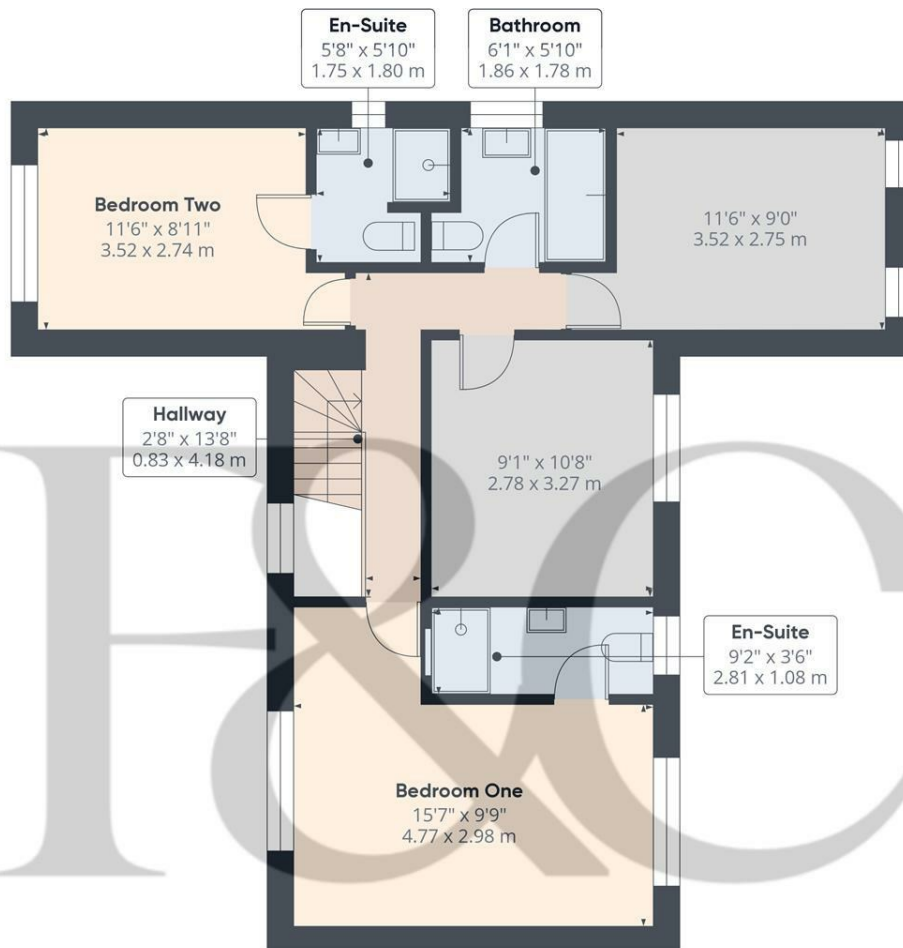 En-Suite
5'8" x 5'10"
1.75 x 1.80 m
Bathroom
6'1" x 5'10"
1.86 x 1.78 m
Bedroom Two
11'6" x 8'11"
3.52 x 2.74 m
11'6" x 9'0"
3.52 x 2.75 m
Hallway
2'8" x 13'8"
0.83 x 4.18 m
9'1" x 10'8"
2.78 x 3.27 m
En-Suite
9'2" x 3'6"
2.81 x 1.08 m
Bedroom One
15'7" x 9'9"
4.77 x 2.98 m
F&C